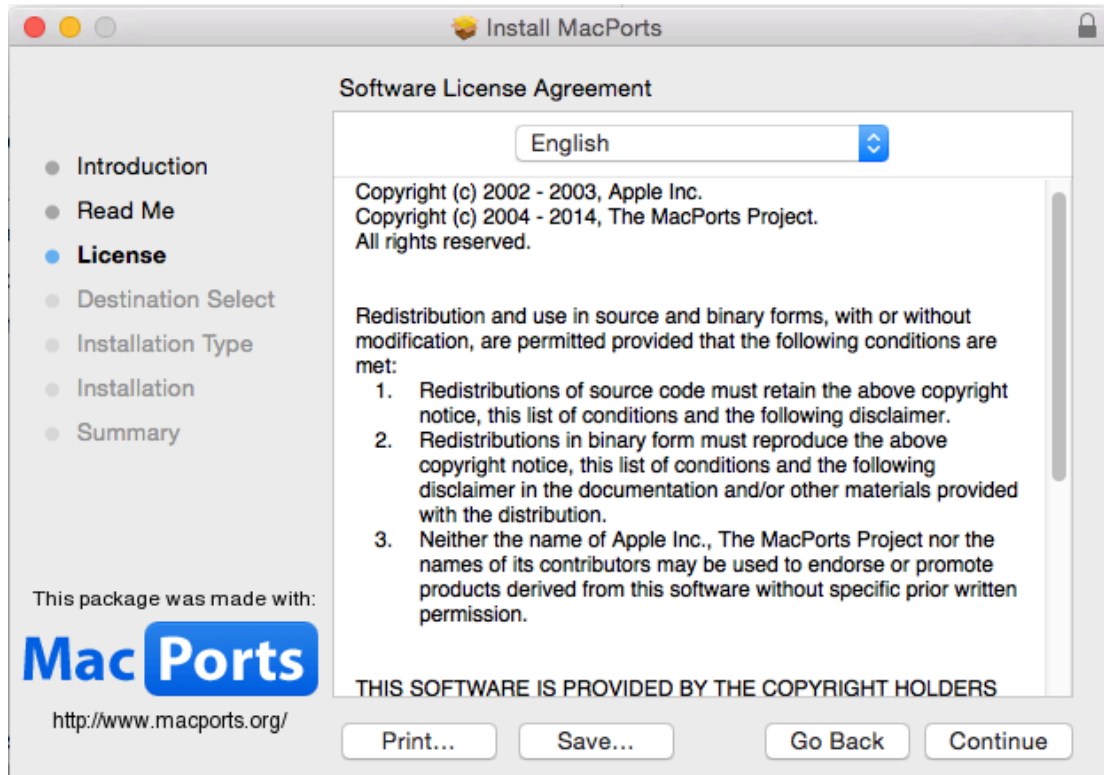 Install MacPorts
Introduction
Read Me
License
Destination Select
Installation Type
Installation
Summary
This package was made with:
Mac Ports
http://www.macports.org/
Software License Agreement
English
Copyright (c) 2002 - 2003, Apple Inc.
Copyright (c) 2004 - 2014, The MacPorts Project.
All rights reserved.
Redistribution and use in source and binary forms, with or without
modification, are permitted provided that the following conditions are
met:
1. Redistributions of source code must retain the above copyright
notice, this list of conditions and the following disclaimer.
2. Redistributions in binary form must reproduce the above
copyright notice, this list of conditions and the following
disclaimer in the documentation and/or other materials provided
with the distribution.
3. Neither the name of Apple Inc., The MacPorts Project nor the
names of its contributors may be used to endorse or promote
products derived from this software without specific prior written
permission.
THIS SOFTWARE IS PROVIDED BY THE COPYRIGHT HOLDERS
Print...
Save...
Go Back
Continue